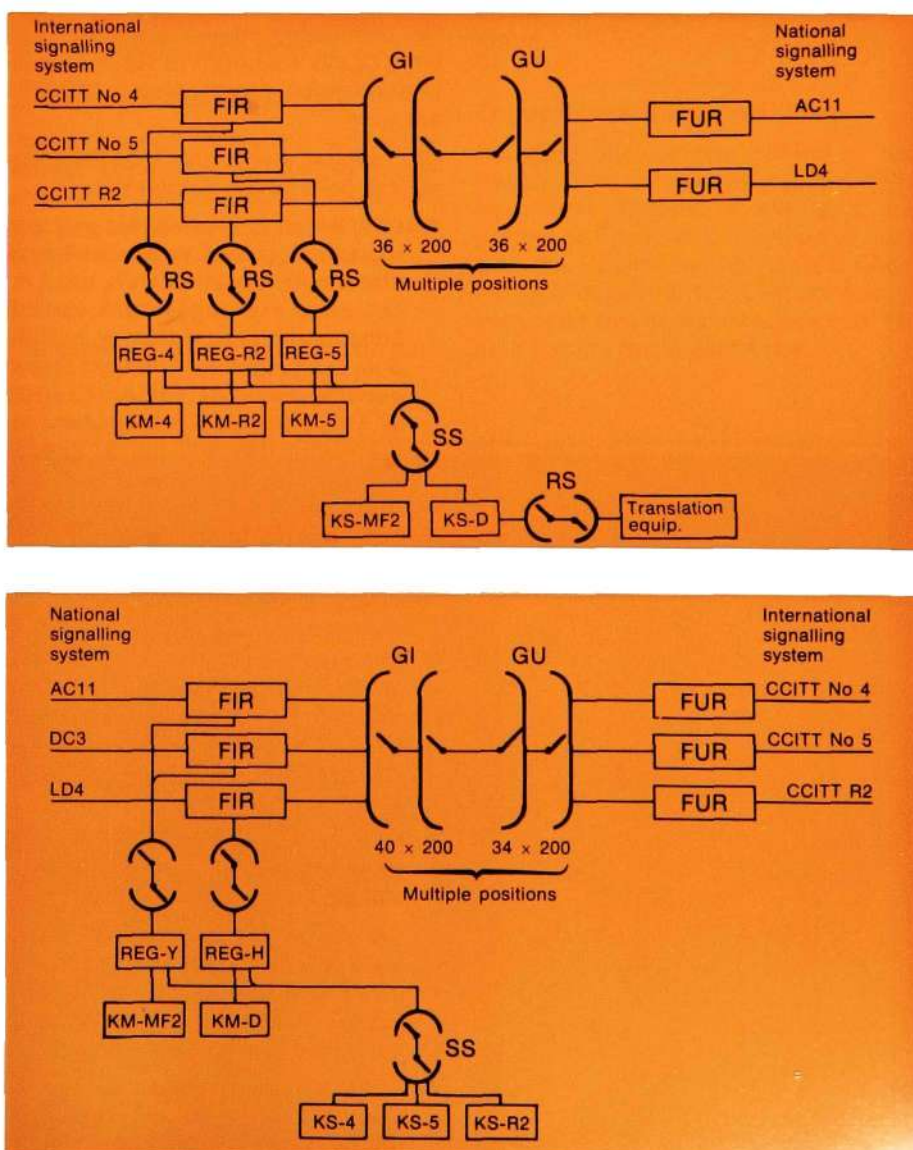 International
signalling
system
CCITT No 4
FIR
CCITT No 5
FIR
CCITT R2
FIR
GI
GU
National
signalling
system
FUR
AC11
FUR
LD4
36 × 200
36 × 200
Multiple positions
RS
RS
RS
REG-4
REG-R2
REG-5
KM-4
KM-R2
KM-5
SS
KS-MF2
KS-D
RS
Translation
equip.
National
signalling
system
AC11
FIR
DC3
FIR
LD4
FIR
GI
GU
International
signalling
system
FUR
CCITT No 4
FUR
CCITT No 5
FUR
CCITT R2
40 × 200
34 × 200
Multiple positions
REG-Y
REG-H
KM-MF2
KM-D
SS
KS-4
KS-5
KS-R2